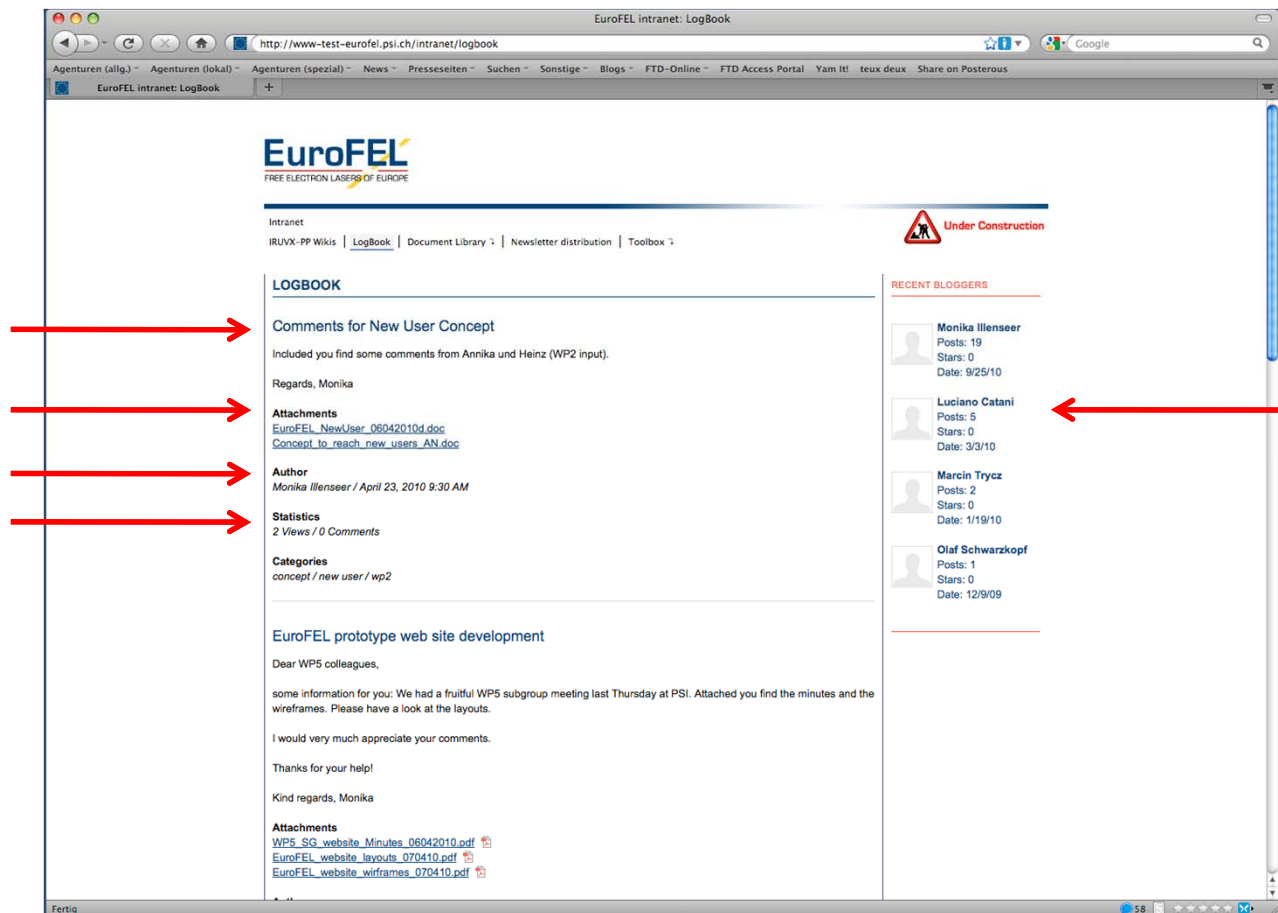 EuroFEL intranet: LogBook
http://www-test-eurofel.psi.ch/intranet/logbook
Google
Agenturen (allg.) Agenturen (lokal) Agenturen (spezial) News Presseseiten Suchen Sonstige Blogs FTD-Online FTD Access Portal Yam It! teux deux Share on Posterous
EuroFEL intranet: LogBook
EuroFEL
FREE ELECTRON LASERS OF EUROPE
Intranet
Under Construction
IRUVX-PP Wikis | LogBook | Document Library | Newsletter distribution | Toolbox
LOGBOOK
Comments for New User Concept
Included you find some comments from Annika und Heinz (WP2 input).
Regards, Monika
Attachments
EuroFEL_NewUser_06042010d.doc
Concept_to_reach_new_users_AN.doc
Author
Monika Illenseer / April 23, 2010 9:30 AM
Statistics
2 Views / 0 Comments
Categories
concept / new user / wp2
EuroFEL prototype web site development
Dear WP5 colleagues,
some information for you: We had a fruitful WP5 subgroup meeting last Thursday at PSI. Attached you find the minutes and the
wireframes. Please have a look at the layouts.
I would very much appreciate your comments.
Thanks for your help!
Kind regards, Monika
Attachments
WP5_SG_website_Minutes_06042010.pdf
EuroFEL_website_layouts_070410.pdf
EuroFEL_website_wirframes_070410.pdf
RECENT BLOGGERS
Monika Illenseer
Posts: 19
Stars: 0
Date: 9/25/10
Luciano Catani
Posts: 5
Stars: 0
Date: 3/3/10
Marcin Trycz
Posts: 2
Stars: 0
Date: 1/19/10
Olaf Schwarzkopf
Posts: 1
Stars: 0
Date: 12/9/09
Fertig
58